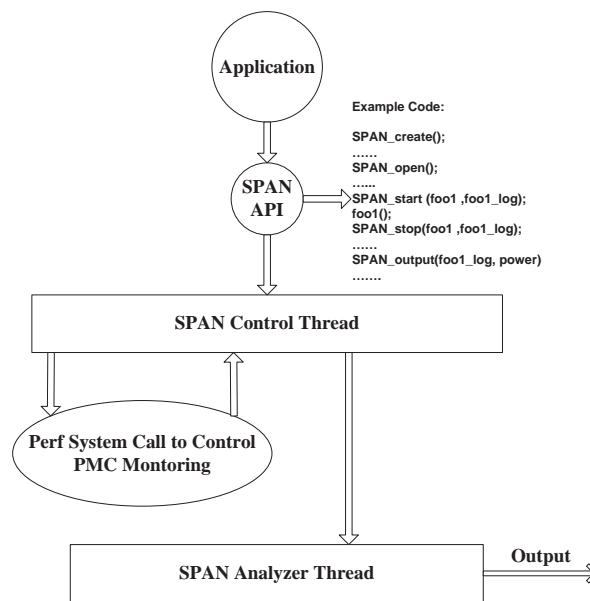 Application
Example Code:
SPAN_create();
......
SPAN_open();
......
SPAN_start (foo1 ,foo1_log);
foo1();
SPAN_stop(foo1 ,foo1_log);
......
SPAN_output(foo1_log, power)
.......
SPAN
API
SPAN Control Thread
Perf System Call to Control
PMC Montoring
SPAN Analyzer Thread
Output